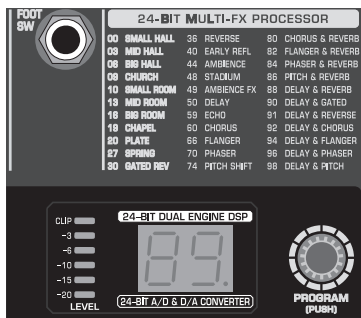 FOOT SW
24-BIT MULTI-FX PROCESSOR
00 SMALL HALL 36 REVERSE 80 CHORUS & REVERB
03 MID HALL 40 EARLY REFL 82 FLANGER & REVERB
06 BIG HALL 44 AMBIENCE 84 PHASER & REVERB
09 CHURCH 48 STADIUM 86 PITCH & REVERB
10 SMALL ROOM 49 AMBIENCE FX 88 DELAY & REVERB
13 MID ROOM 50 DELAY 90 DELAY & GATED
16 BIG ROOM 59 ECHO 91 DELAY & REVERSE
19 CHAPEL 60 CHORUS 92 DELAY & CHORUS
20 PLATE 66 FLANGER 94 DELAY & FLANGER
27 SPRING 70 PHASER 96 DELAY & PHASER
30 GATED REV 74 PITCH SHIFT 98 DELAY & PITCH
24-BIT DUAL ENGINE DSP
CLIP
-3
-6
-10
-15
-20
LEVEL
89.
24-BIT A/D & D/A CONVERTER
PROGRAM
(PUSH)